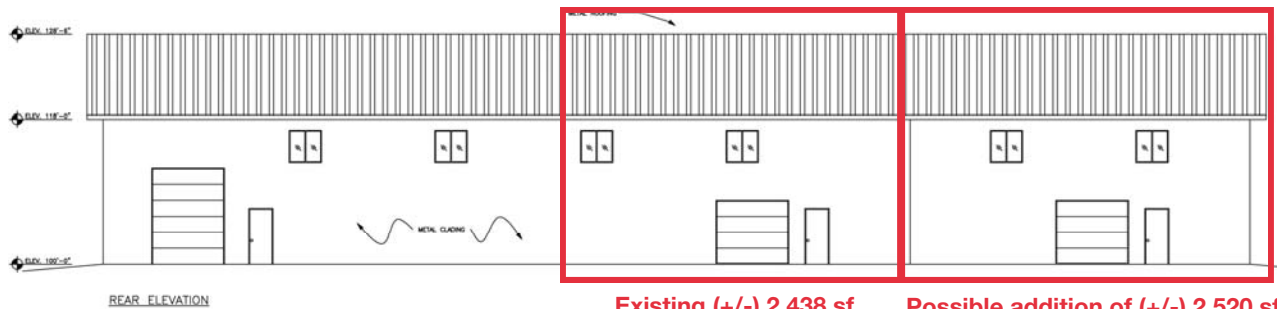 METAL ROOFING
ELEV. 128'-6"
ELEV. 118'-0"
METAL CLADING
ELEV. 100'-0"
REAR ELEVATION
Existing (+/-) 2,438 sf
Possible addition of (+/-) 2,520 sf